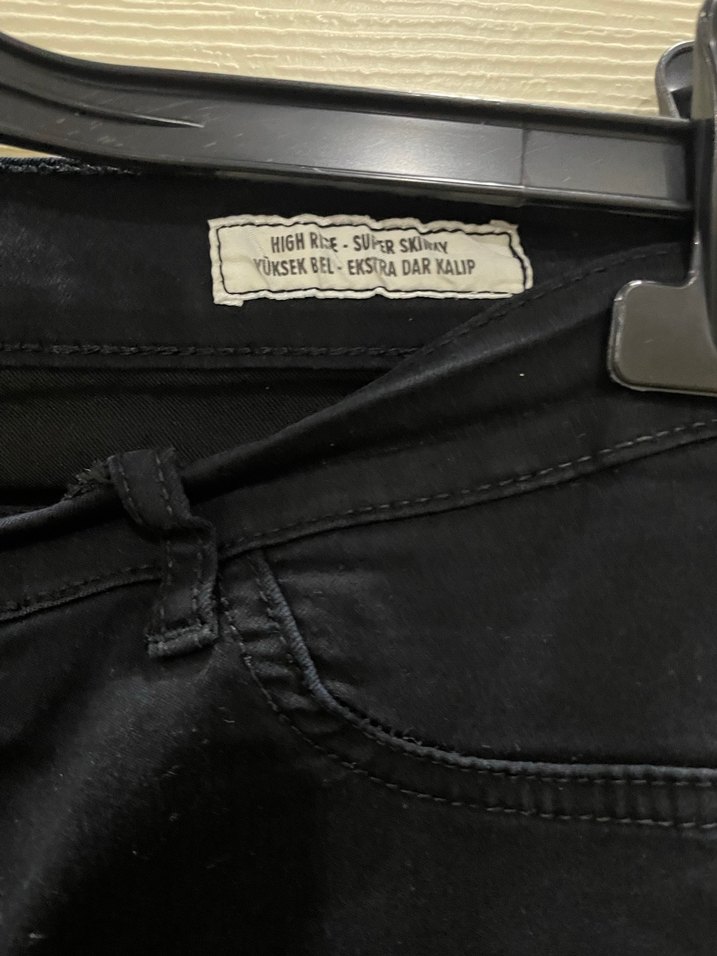 HIGH RISE - SUPER SKINNY
YÜKSEK BEL - EKSTRA DAR KALIP